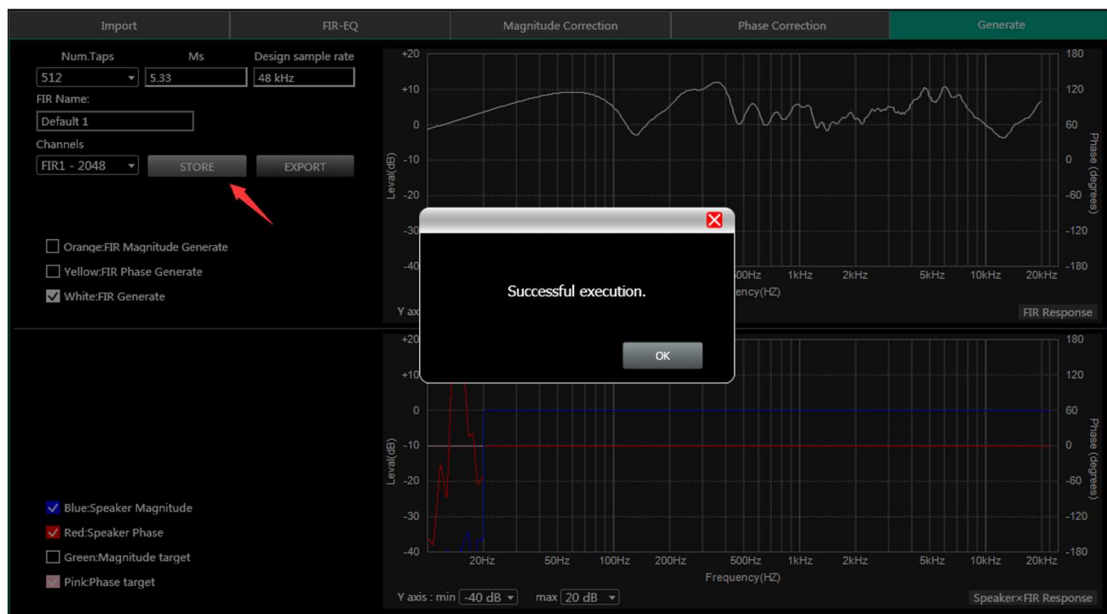 Import FIR-EQ Magnitude Correction Phase Correction Generate
Num.Taps Ms Design sample rate
512 5.33 48 kHz
FIR Name:
Default 1
Channels
FIR1 - 2048 STORE EXPORT
Orange:FIR Magnitude Generate
Yellow:FIR Phase Generate
White:FIR Generate
+20 180
+10 120
0 60
-10 0
-20 -60
-30 -120
-40 -180
Leval(dB)
Phase (degrees)
00Hz 1kHz 2kHz 5kHz 10kHz 20kHz
ency(HZ)
Y ax
FIR Response
Successful execution.
OK
+20 180
+10 120
0 60
-10 0
-20 -60
-30 -120
-40 -180
Leval(dB)
Phase (degrees)
20Hz 50Hz 100Hz 200Hz 500Hz 1kHz 2kHz 5kHz 10kHz 20kHz
Frequency(HZ)
Y axis : min -40 dB max 20 dB
Speaker×FIR Response
Blue:Speaker Magnitude
Red:Speaker Phase
Green:Magnitude target
Pink:Phase target